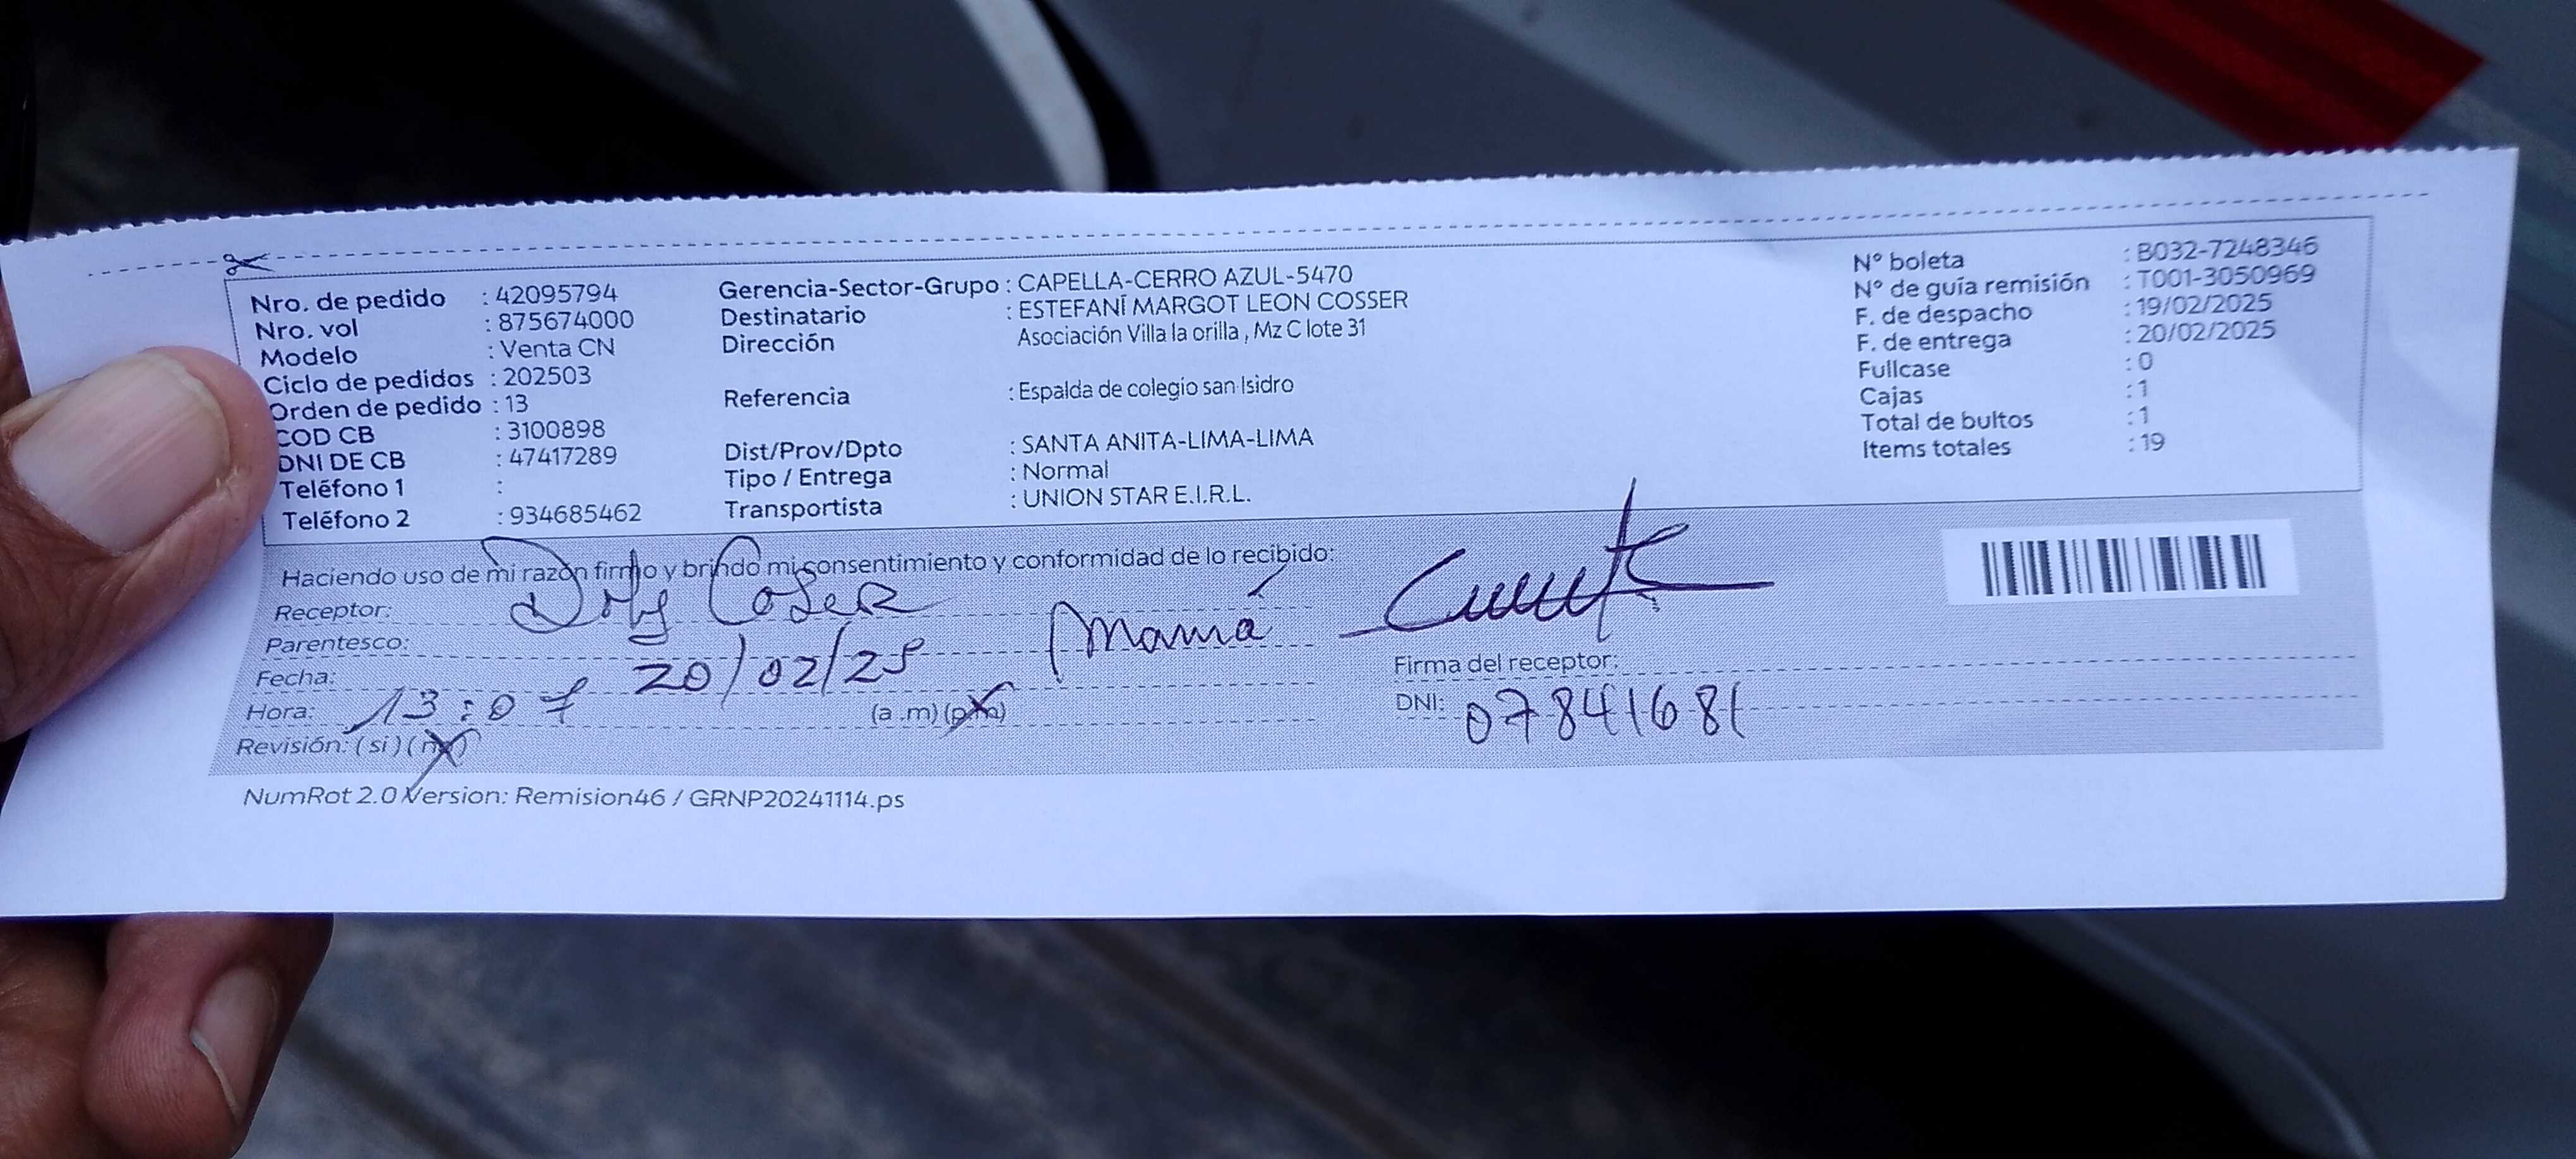 Nro. de pedido : 42095794
Nro. vol : 875674000
Modelo : Venta CN
Ciclo de pedidos : 202503
Orden de pedido : 13
COD CB : 3100898
DNI DE CB : 47417289
Teléfono 1 :
Teléfono 2 : 934685462
Gerencia-Sector-Grupo : CAPELLA-CERRO AZUL-5470
Destinatario : ESTEFANÍ MARGOT LEON COSSER
Dirección Asociación Villa la orilla , Mz C lote 31
Referencia : Espalda de colegio san Isidro
Dist/Prov/Dpto : SANTA ANITA-LIMA-LIMA
Tipo / Entrega : Normal
Transportista : UNION STAR E.I.R.L.
N° boleta : B032-7248346
N° de guía remisión : T001-3050969
F. de despacho : 19/02/2025
F. de entrega : 20/02/2025
Fullcase : 0
Cajas : 1
Total de bultos : 1
Items totales : 19
Haciendo uso de mi razón firmo y brindo mi consentimiento y conformidad de lo recibido:
Receptor: Coser
Parentesco: Mamá
Fecha: 20/02/25
Hora: 13:07 (a .m) (p.m)
Revisión: ( si ) ( no )
Firma del receptor:
DNI: 07841681
NumRot 2.0 Version: Remision46 / GRNP20241114.ps